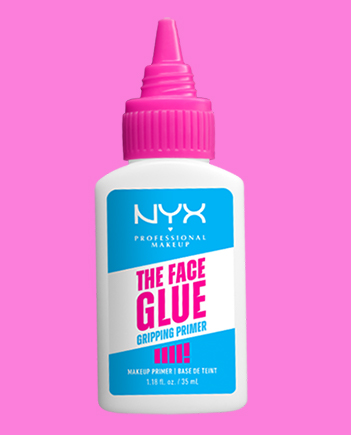 NYX
PROFESSIONAL
MAKEUP
THE FACE
GLUE
GRIPPING PRIMER
MAKEUP PRIMER | BASE DE TEINT
1.18 fl. oz. / 35 mL